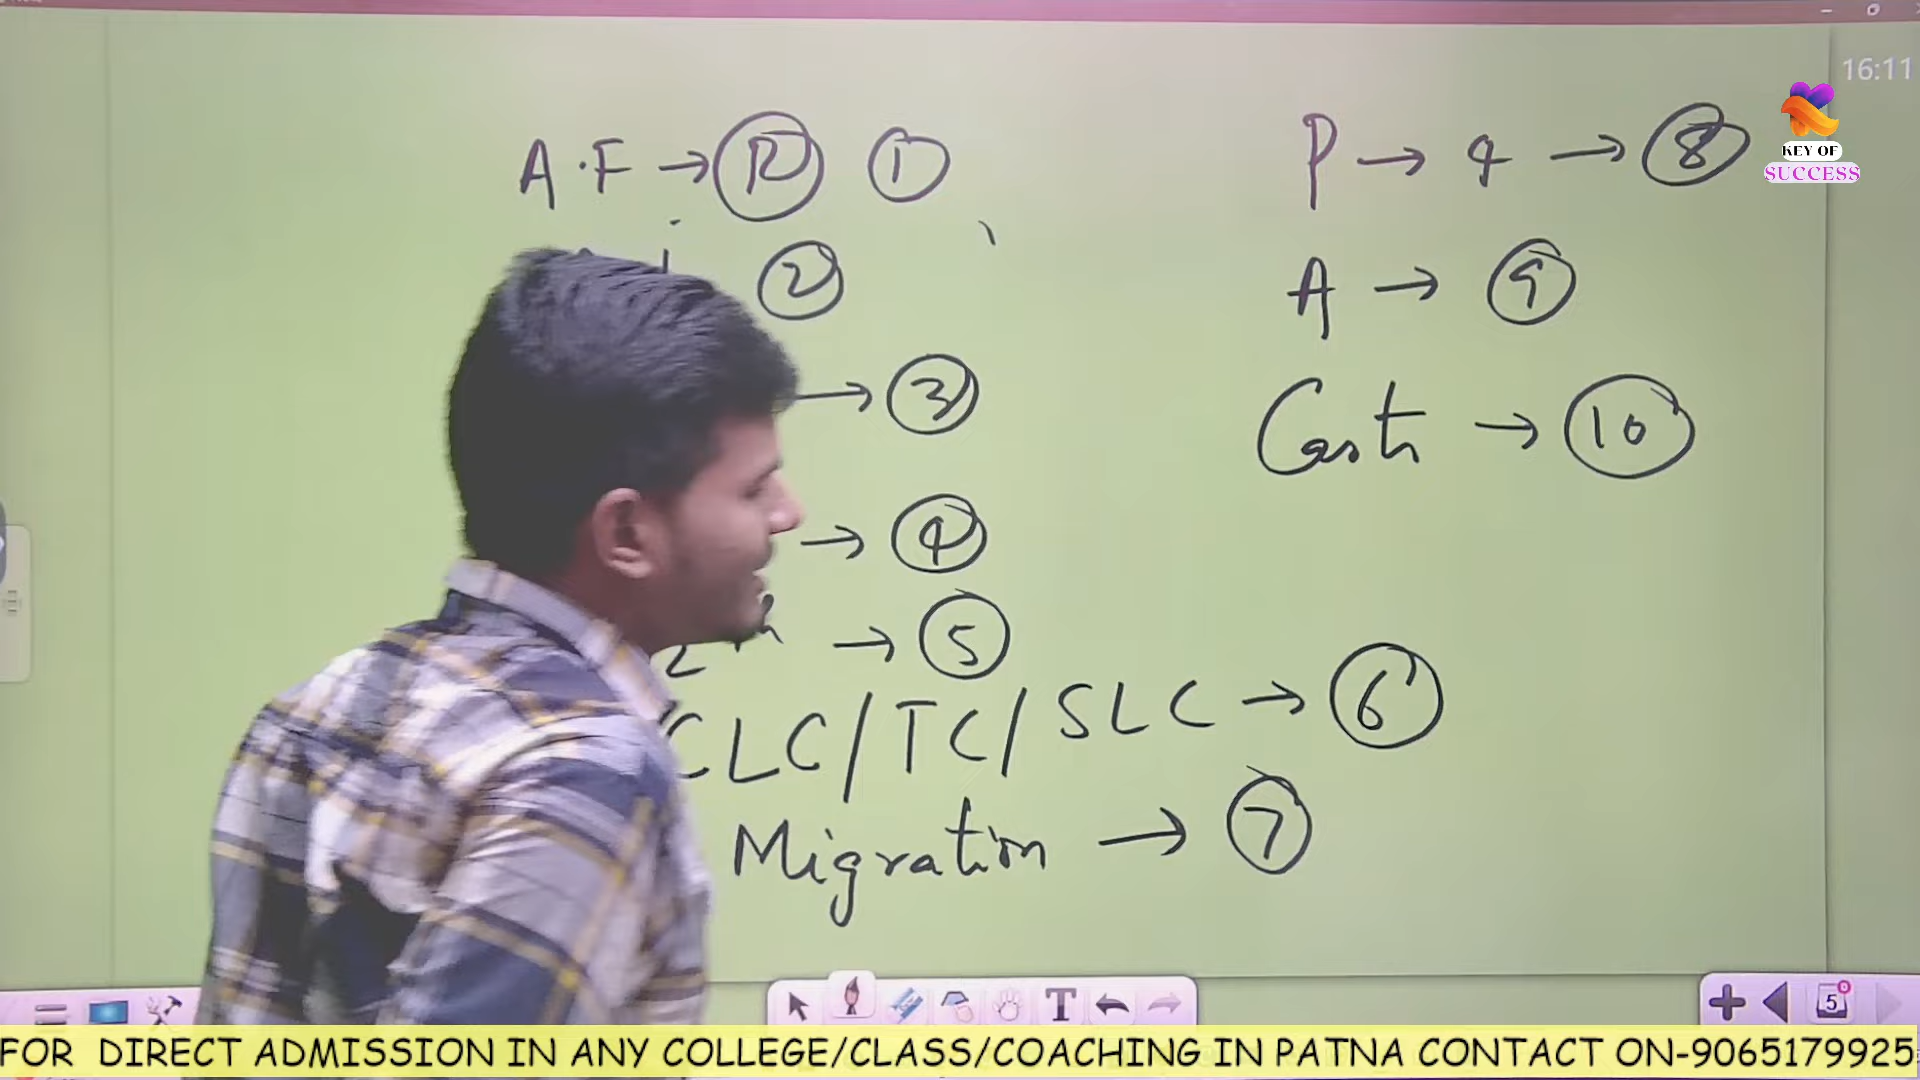 A.F → R 1
2
→ 3
→ 4
→ 5
CLC/TC/SLC → 6
Migration → 7
P → 4 → 8
A → 9
Cast → 10
16:11
KEY OF
SUCCESS
T
5
FOR DIRECT ADMISSION IN ANY COLLEGE/CLASS/COACHING IN PATNA CONTACT ON-9065179925